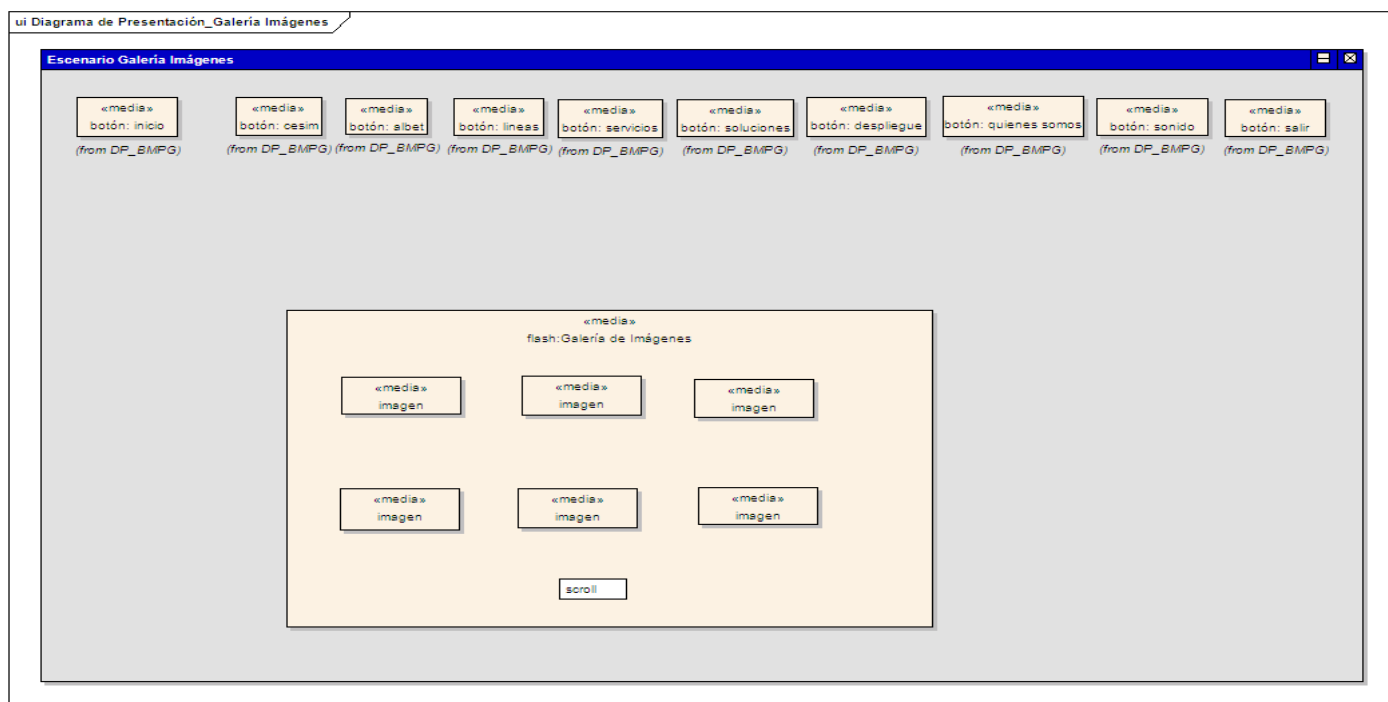 ui Diagrama de Presentación_Galería Imágenes
Escenario Galería Imágenes
«media» «media» «media» «media» «media» «media» «media» «media» «media» «media»
botón: inicio botón: cesim botón: albet botón: lineas botón: servicios botón: soluciones botón: despliegue botón: quienes somos botón: sonido botón: salir
(from DP_BMPG) (from DP_BMPG) (from DP_BMPG) (from DP_BMPG) (from DP_BMPG) (from DP_BMPG) (from DP_BMPG) (from DP_BMPG) (from DP_BMPG) (from DP_BMPG)
«media»
flash:Galería de Imágenes
«media» «media» «media»
imagen imagen imagen
«media» «media» «media»
imagen imagen imagen
scroll